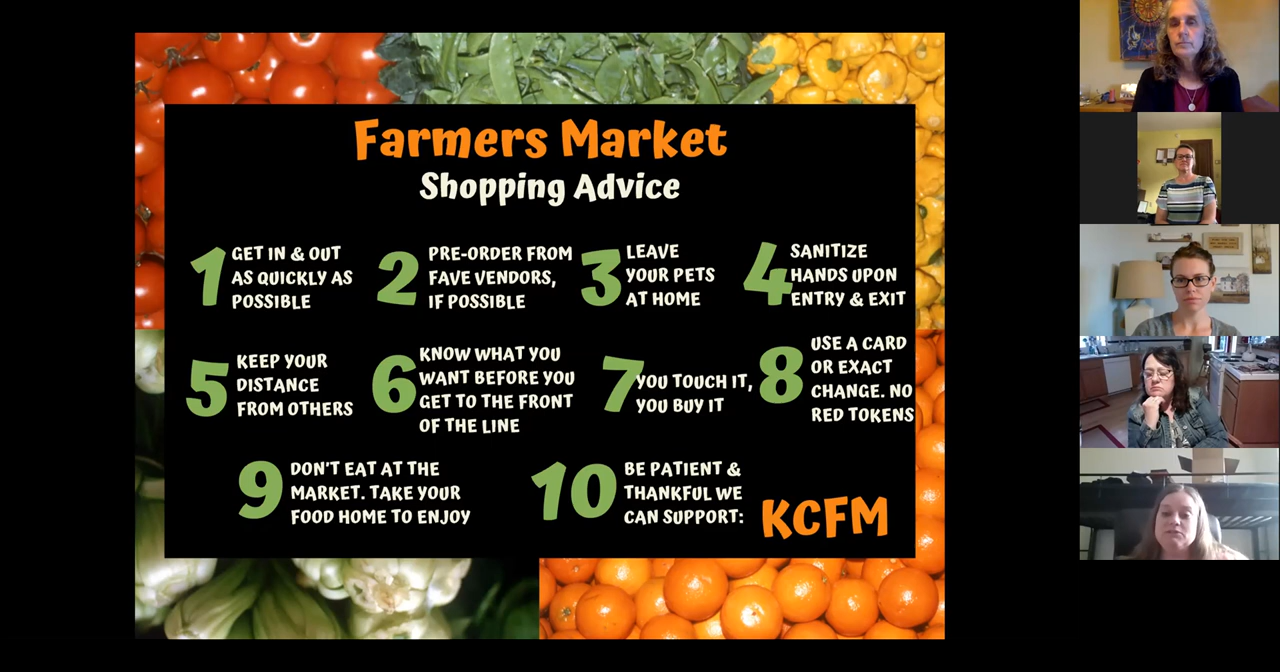 Farmers Market
Shopping Advice
1 GET IN & OUT
AS QUICKLY AS
POSSIBLE
2 PRE-ORDER FROM
FAVE VENDORS,
IF POSSIBLE
3 LEAVE
YOUR PETS
AT HOME
4 SANITIZE
HANDS UPON
ENTRY & EXIT
5 KEEP YOUR
DISTANCE
FROM OTHERS
6 KNOW WHAT YOU
WANT BEFORE YOU
GET TO THE FRONT
OF THE LINE
7 YOU TOUCH IT,
YOU BUY IT
8 USE A CARD
OR EXACT
CHANGE. NO
RED TOKENS
9 DON'T EAT AT THE
MARKET. TAKE YOUR
FOOD HOME TO ENJOY
10 BE PATIENT &
THANKFUL WE
CAN SUPPORT:
KCFM